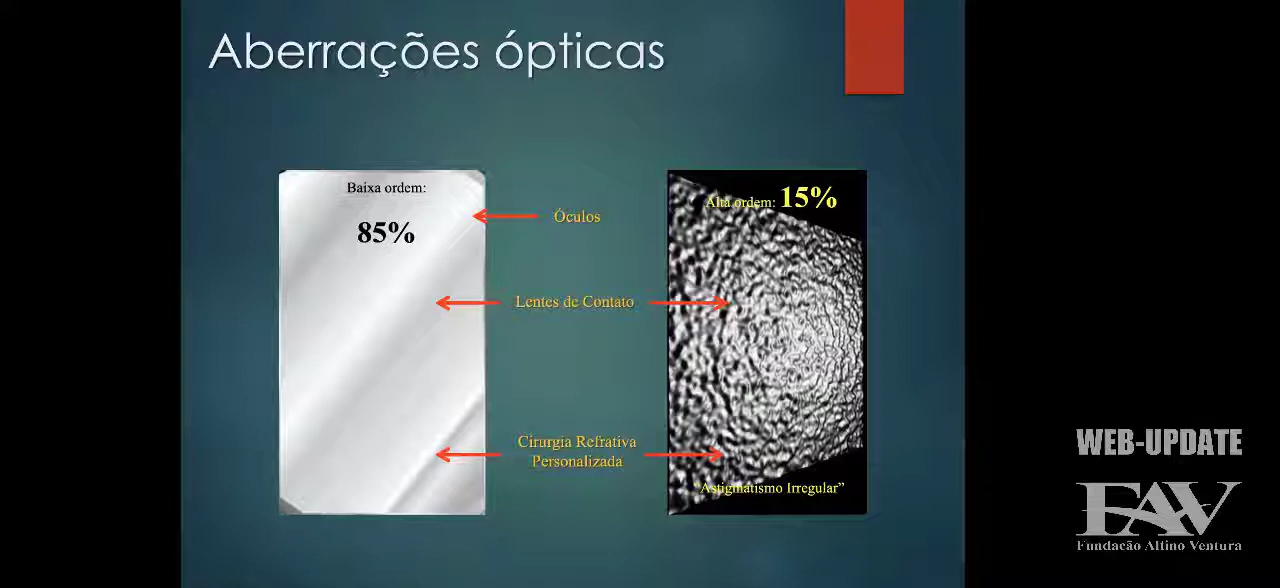 Aberrações ópticas
Baixa ordem:
85%
Óculos
Lentes de Contato
Cirurgia Refrativa
Personalizada
Alta ordem: 15%
“Astigmatismo Irregular”
WEB-UPDATE
FAV
Fundação Altino Ventura